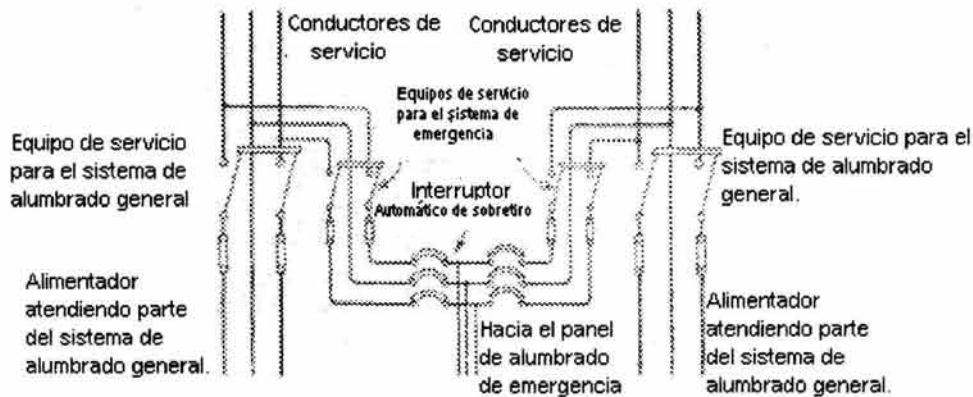 Conductores de
servicio
Conductores de
servicio
Equipos de servicio
para el sistema de
emergencia
Equipo de servicio
para el sistema de
alumbrado general
Equipo de servicio para el
sistema de alumbrado
general.
Interruptor
Automático de sobretiro
Alimentador
atendiendo parte
del sistema de
alumbrado general.
Hacia el panel
de alumbrado
de emergencia
Alimentador
atendiendo parte
del sistema de
alumbrado general.